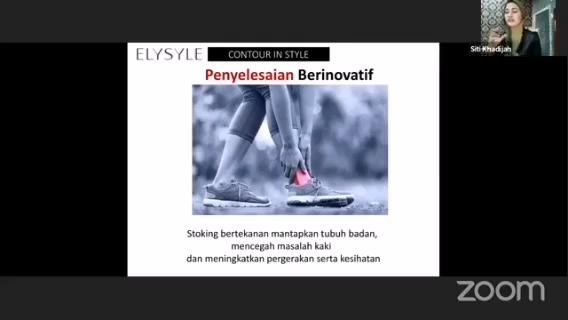 Siti Khadijah
ELYSYLE
CONTOUR IN STYLE
Penyelesaian Berinovatif
Stoking bertekanan mantapkan tubuh badan,
mencegah masalah kaki
dan meningkatkan pergerakan serta kesihatan
zoom